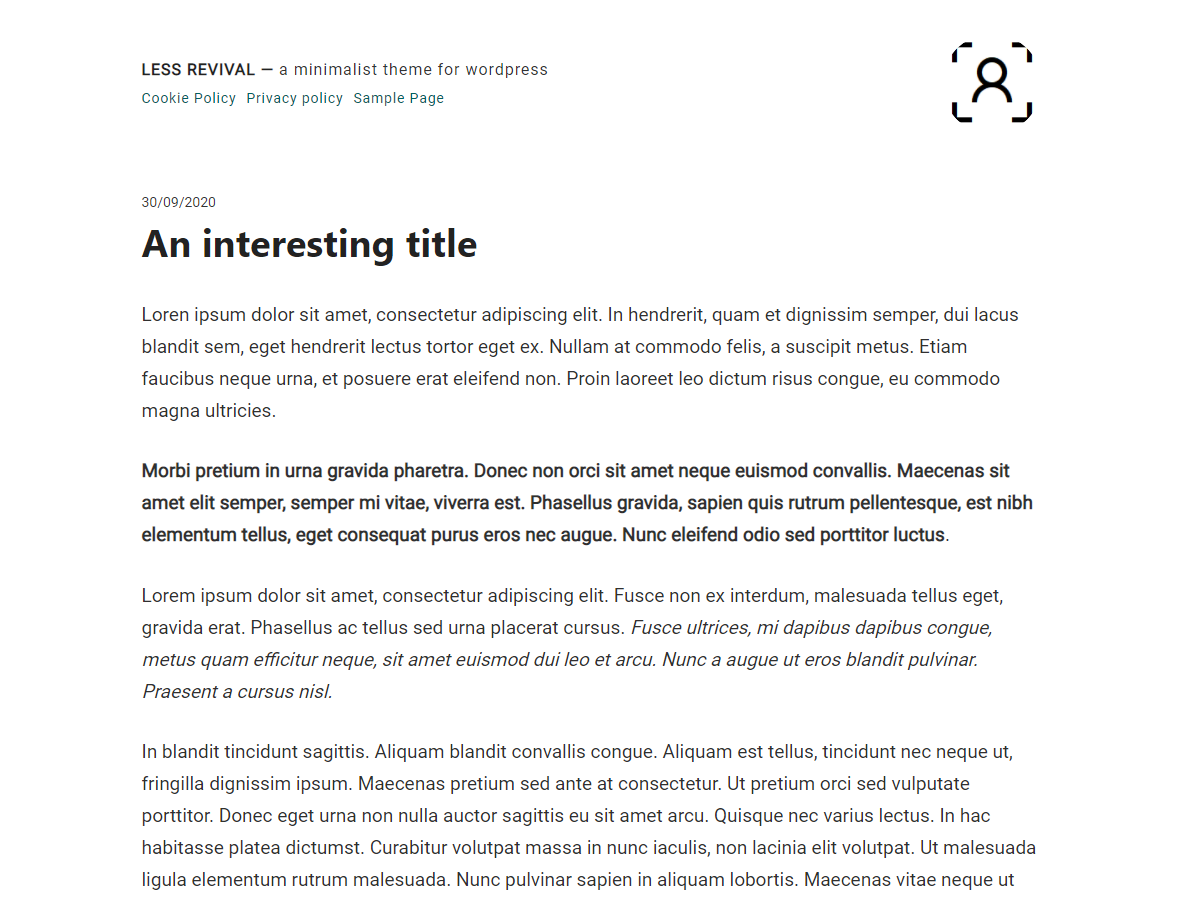 LESS REVIVAL — a minimalist theme for wordpress
Cookie Policy Privacy policy Sample Page
30/09/2020
An interesting title
Loren ipsum dolor sit amet, consectetur adipiscing elit. In hendrerit, quam et dignissim semper, dui lacus
blandit sem, eget hendrerit lectus tortor eget ex. Nullam at commodo felis, a suscipit metus. Etiam
faucibus neque urna, et posuere erat eleifend non. Proin laoreet leo dictum risus congue, eu commodo
magna ultricies.
Morbi pretium in urna gravida pharetra. Donec non orci sit amet neque euismod convallis. Maecenas sit
amet elit semper, semper mi vitae, viverra est. Phasellus gravida, sapien quis rutrum pellentesque, est nibh
elementum tellus, eget consequat purus eros nec augue. Nunc eleifend odio sed porttitor luctus.
Lorem ipsum dolor sit amet, consectetur adipiscing elit. Fusce non ex interdum, malesuada tellus eget,
gravida erat. Phasellus ac tellus sed urna placerat cursus. Fusce ultrices, mi dapibus dapibus congue,
metus quam efficitur neque, sit amet euismod dui leo et arcu. Nunc a augue ut eros blandit pulvinar.
Praesent a cursus nisl.
In blandit tincidunt sagittis. Aliquam blandit convallis congue. Aliquam est tellus, tincidunt nec neque ut,
fringilla dignissim ipsum. Maecenas pretium sed ante at consectetur. Ut pretium orci sed vulputate
porttitor. Donec eget urna non nulla auctor sagittis eu sit amet arcu. Quisque nec varius lectus. In hac
habitasse platea dictumst. Curabitur volutpat massa in nunc iaculis, non lacinia elit volutpat. Ut malesuada
ligula elementum rutrum malesuada. Nunc pulvinar sapien in aliquam lobortis. Maecenas vitae neque ut